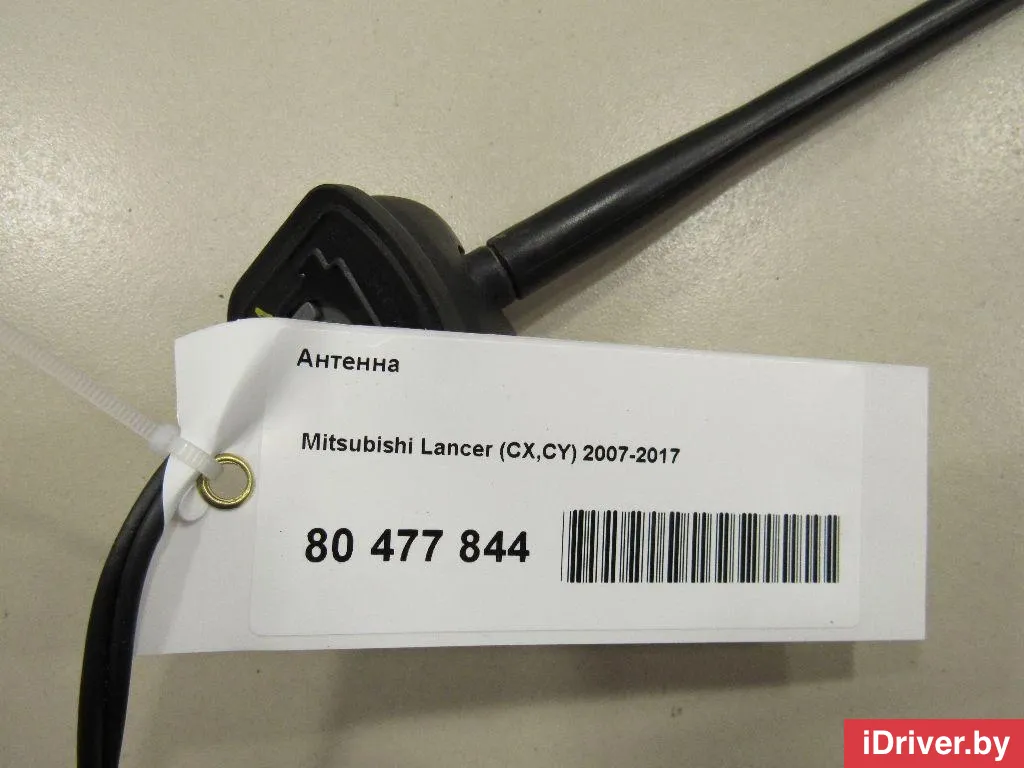 Антенна
Mitsubishi Lancer (CX,CY) 2007-2017
80 477 844
iDriver.by